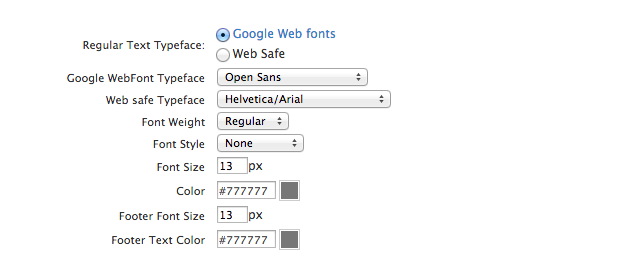 Regular Text Typeface:
Google Web fonts
Web Safe
Google WebFont Typeface Open Sans
Web safe Typeface Helvetica/Arial
Font Weight Regular
Font Style None
Font Size 13 px
Color #777777
Footer Font Size 13 px
Footer Text Color #777777